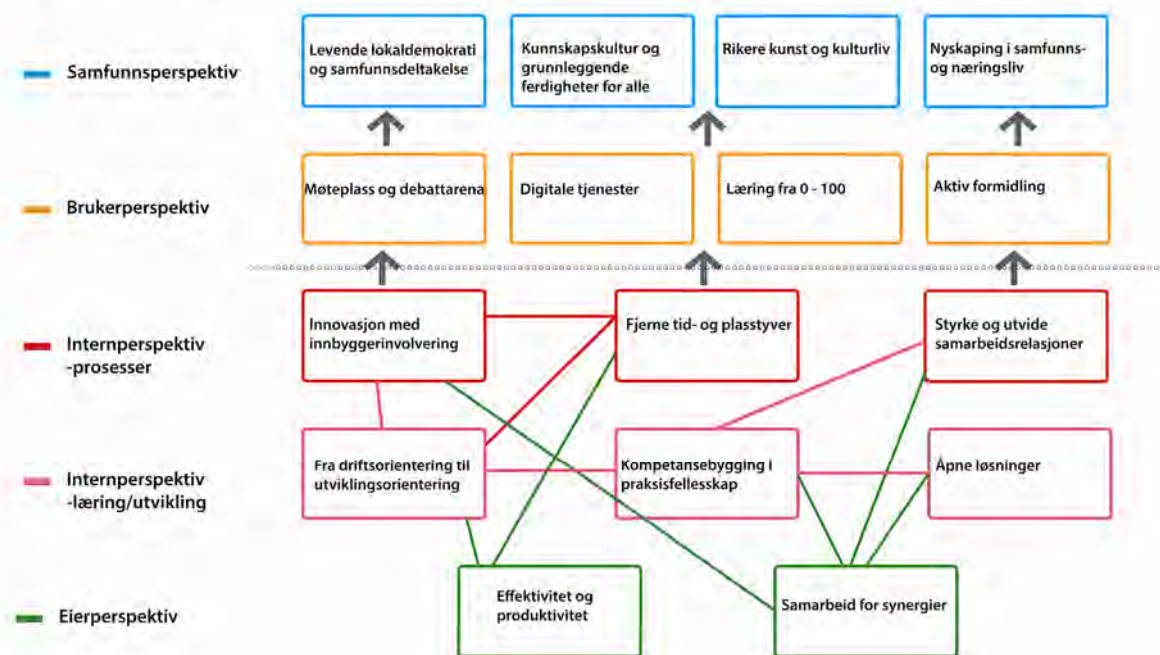 Samfunnsperspektiv
Levende lokaldemokrati
og samfunnsdeltakelse
Kunnskapskultur og
grunnleggende
ferdigheter for alle
Rikere kunst og kulturliv
Nyskaping i samfunns-
og næringsliv
Brukerperspektiv
Møteplass og debattarena
Digitale tjenester
Læring fra 0 - 100
Aktiv formidling
Internperspektiv
-prosesser
Innovasjon med
innbyggerinvolvering
Fjerne tid- og plasstyver
Styrke og utvide
samarbeidsrelasjoner
Internperspektiv
-læring/utvikling
Fra driftsorientering til
utviklingsorientering
Kompetansebygging i
praksisfellesskap
Åpne løsninger
Eierperspektiv
Effektivitet og
produktivitet
Samarbeid for synergier